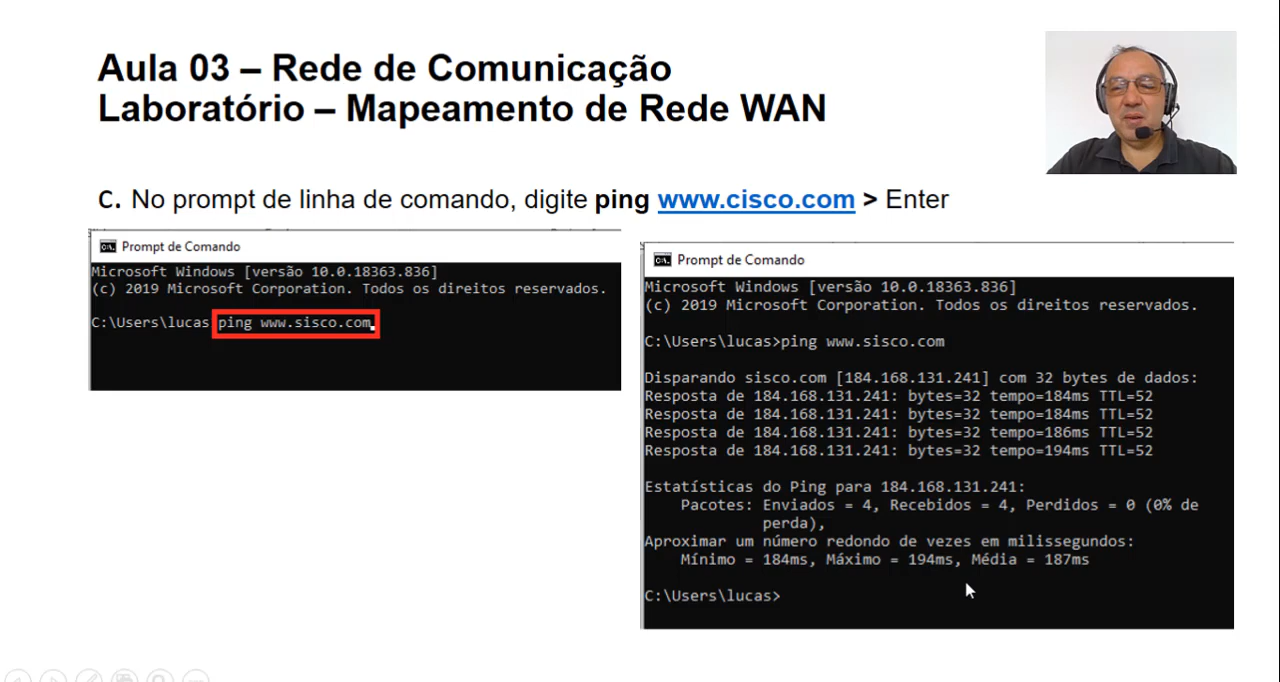 Aula 03 – Rede de Comunicação
Laboratório – Mapeamento de Rede WAN
C. No prompt de linha de comando, digite ping www.cisco.com > Enter
Prompt de Comando
Microsoft Windows [versão 10.0.18363.836]
(c) 2019 Microsoft Corporation. Todos os direitos reservados.
C:\Users\lucas ping www.sisco.com
Prompt de Comando
Microsoft Windows [versão 10.0.18363.836]
(c) 2019 Microsoft Corporation. Todos os direitos reservados.
C:\Users\lucas>ping www.sisco.com
Disparando sisco.com [184.168.131.241] com 32 bytes de dados:
Resposta de 184.168.131.241: bytes=32 tempo=184ms TTL=52
Resposta de 184.168.131.241: bytes=32 tempo=184ms TTL=52
Resposta de 184.168.131.241: bytes=32 tempo=186ms TTL=52
Resposta de 184.168.131.241: bytes=32 tempo=194ms TTL=52
Estatísticas do Ping para 184.168.131.241:
Pacotes: Enviados = 4, Recebidos = 4, Perdidos = 0 (0% de
perda),
Aproximar um número redondo de vezes em milissegundos:
Mínimo = 184ms, Máximo = 194ms, Média = 187ms
C:\Users\lucas>